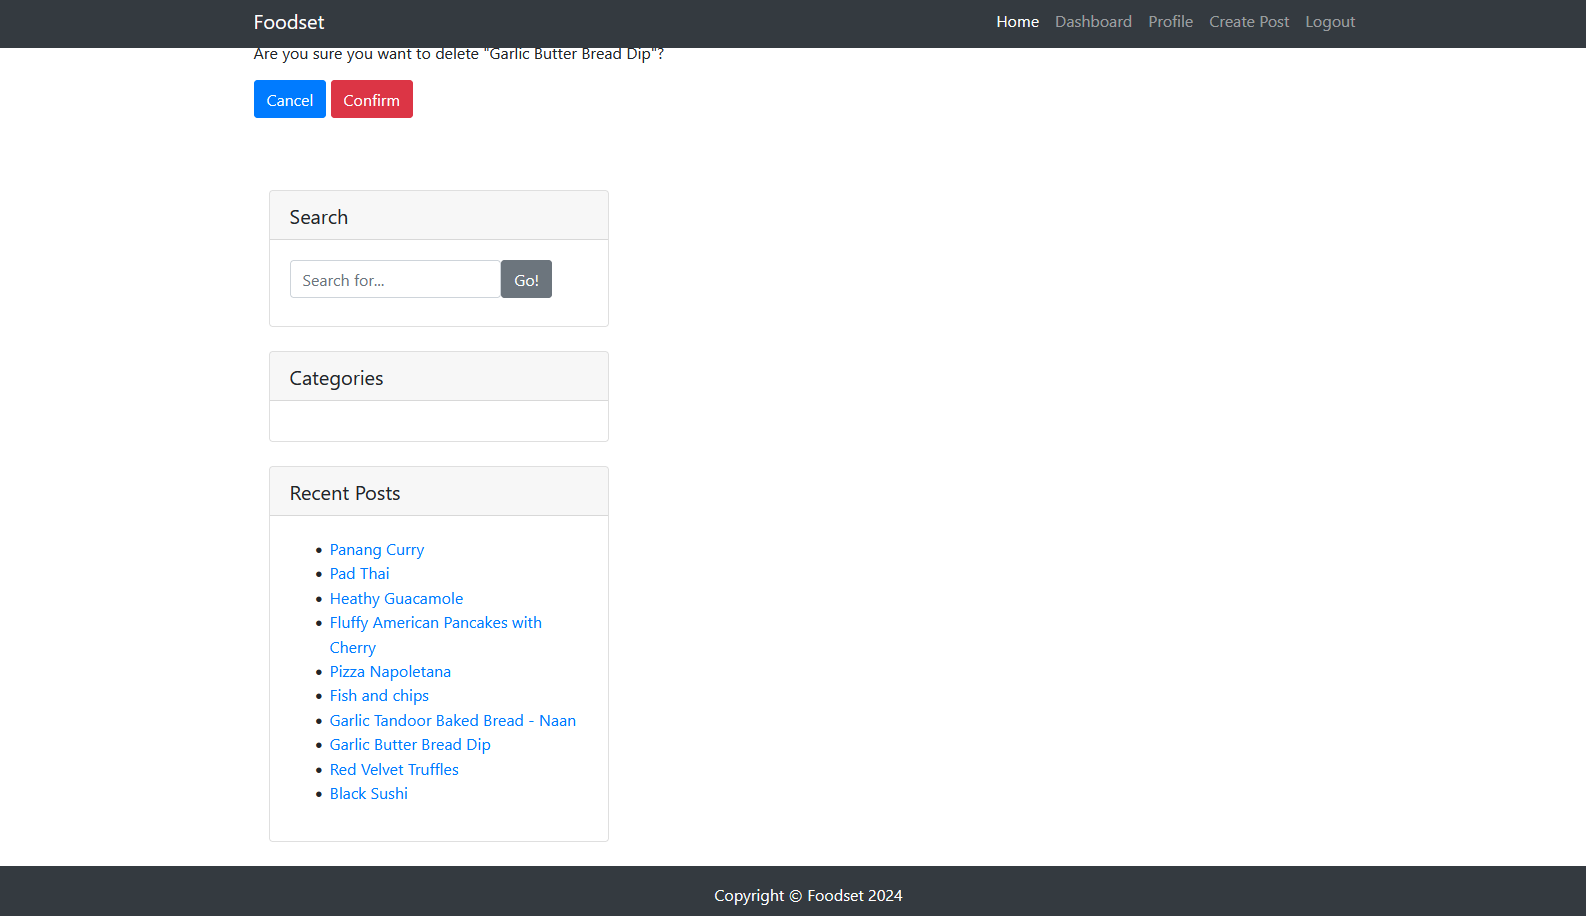 Foodset Home Dashboard Profile Create Post Logout
Are you sure you want to delete "Garlic Butter Bread Dip"?
Cancel Confirm
Search
Search for... Go!
Categories
Recent Posts
Panang Curry
Pad Thai
Heathy Guacamole
Fluffy American Pancakes with
Cherry
Pizza Napoletana
Fish and chips
Garlic Tandoor Baked Bread - Naan
Garlic Butter Bread Dip
Red Velvet Truffles
Black Sushi
Copyright © Foodset 2024